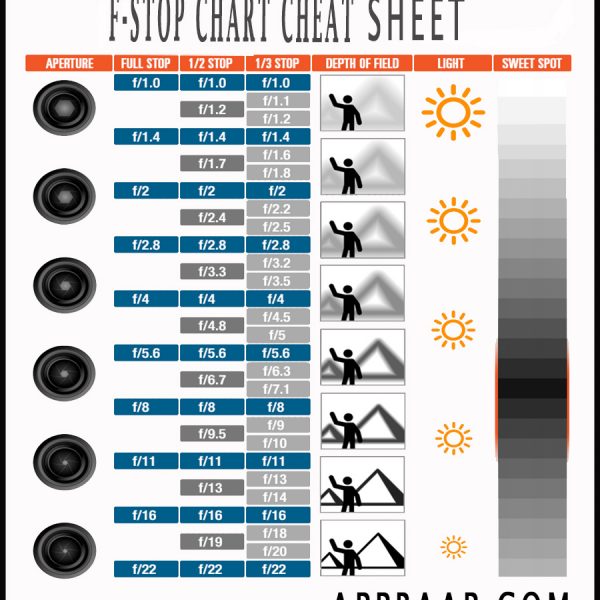 F-STOP CHART CHEAT SHEET
APERTURE FULL STOP 1/2 STOP 1/3 STOP DEPTH OF FIELD LIGHT SWEET SPOT
f/1.0 f/1.0 f/1.0
f/1.1
f/1.2
f/1.2
f/1.4 f/1.4 f/1.4
f/1.6
f/1.7
f/1.8
f/2 f/2 f/2
f/2.2
f/2.4
f/2.5
f/2.8 f/2.8 f/2.8
f/3.2
f/3.3
f/3.5
f/4 f/4 f/4
f/4.5
f/4.8
f/5
f/5.6 f/5.6 f/5.6
f/6.3
f/6.7
f/7.1
f/8 f/8 f/8
f/9
f/9.5
f/10
f/11 f/11 f/11
f/13
f/13
f/14
f/16 f/16 f/16
f/18
f/19
f/20
f/22 f/22 f/22